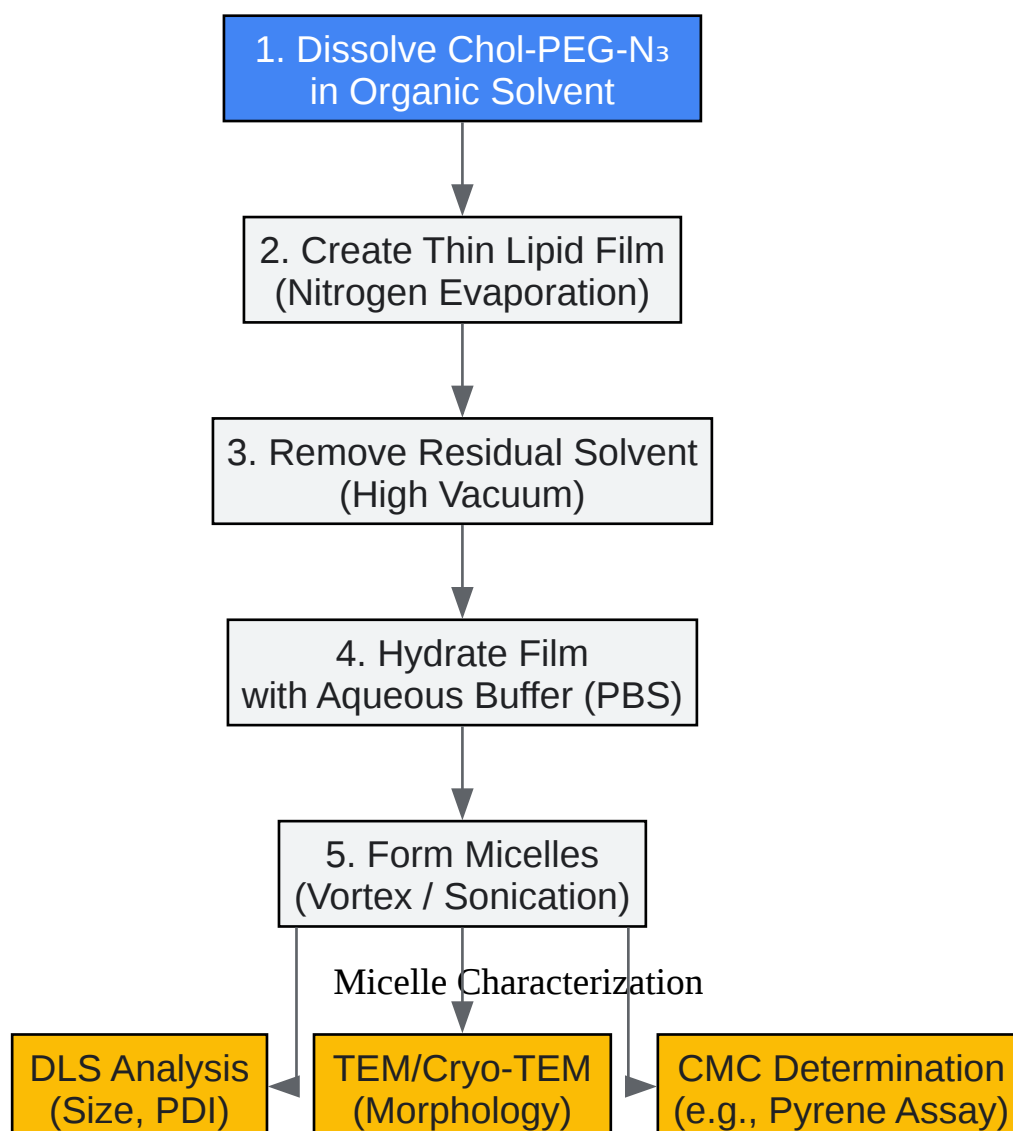 1. Dissolve Chol-PEG-N₃
in Organic Solvent
2. Create Thin Lipid Film
(Nitrogen Evaporation)
3. Remove Residual Solvent
(High Vacuum)
4. Hydrate Film
with Aqueous Buffer (PBS)
5. Form Micelles
(Vortex / Sonication)
Micelle Characterization
DLS Analysis
(Size, PDI)
TEM/Cryo-TEM
(Morphology)
CMC Determination
(e.g., Pyrene Assay)